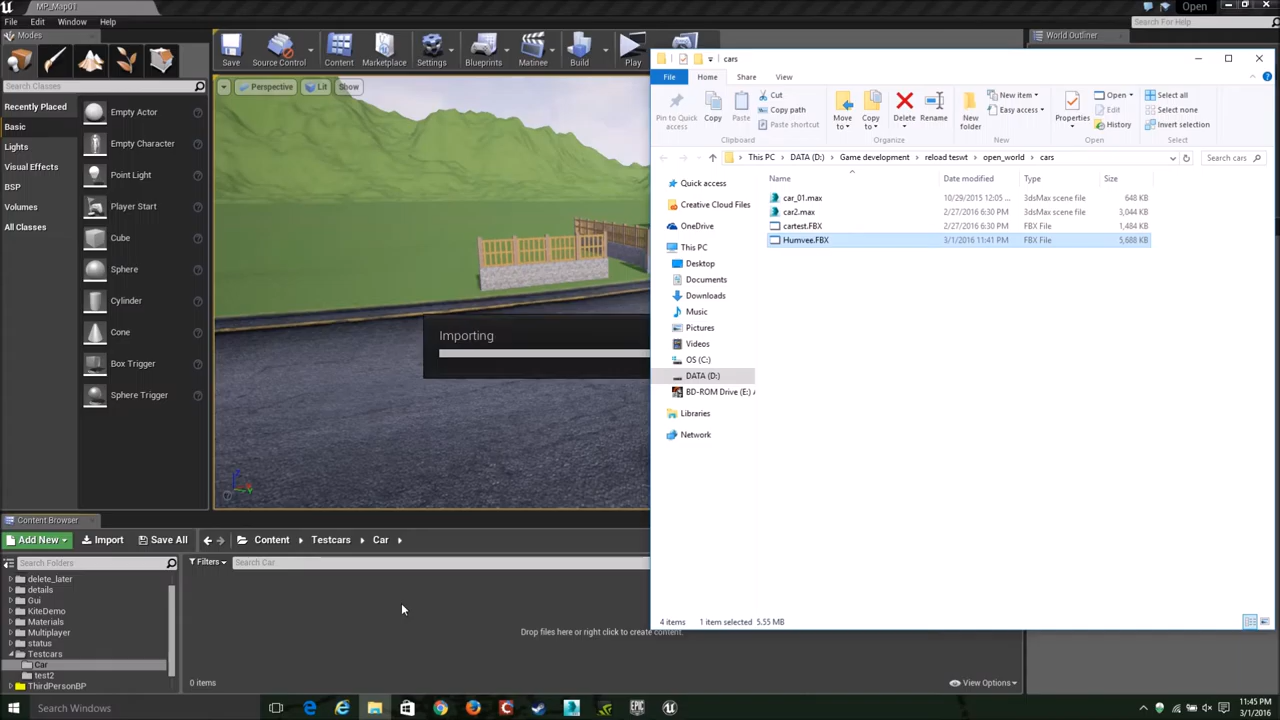 MP_Map01
Open
File Edit Window Help
Search For Help
Modes
World Outliner
Search Classes
Recently Placed
Basic
Lights
Visual Effects
BSP
Volumes
All Classes
Empty Actor
Empty Character
Point Light
Player Start
Cube
Sphere
Cylinder
Cone
Box Trigger
Sphere Trigger
Save Source Control Content Marketplace Settings Blueprints Matinee Build Play
Perspective Lit Show
Importing
cars
File Home Share View
Pin to Quick access
Copy
Paste
Cut
Copy path
Paste shortcut
Clipboard
Move to
Copy to
Delete
Rename
Organize
New folder
New item
Easy access
New
Properties
Open
Edit
History
Open
Select all
Select none
Invert selection
Select
This PC DATA (D:) Game development reload teswt open_world cars
Search cars
Name Date modified Type Size
car_01.max 10/29/2015 12:05 ... 3dsMax scene file 648 KB
car2.max 2/27/2016 6:30 PM 3dsMax scene file 3,044 KB
cartest.FBX 2/27/2016 6:30 PM FBX File 1,484 KB
Humvee.FBX 3/1/2016 11:41 PM FBX File 5,688 KB
Quick access
Creative Cloud Files
OneDrive
This PC
Desktop
Documents
Downloads
Music
Pictures
Videos
OS (C:)
DATA (D:)
BD-ROM Drive (E:)
Libraries
Network
4 items 1 item selected 5.55 MB
Content Browser
Add New Import Save All Content Testcars Car
Search Folders
Filters
Search Car
delete_later
details
Gui
KiteDemo
Materials
Multiplayer
status
Testcars
Car
test2
ThirdPersonBP
Drop files here or right click to create content.
0 items
View Options
Search Windows
11:45 PM
3/1/2016